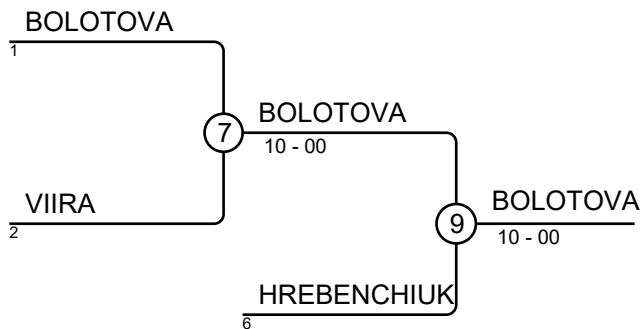 BOLOTOVA
1
7
BOLOTOVA
10 - 00
VIIRA
2
9
BOLOTOVA
10 - 00
HREBENCHIUK
6